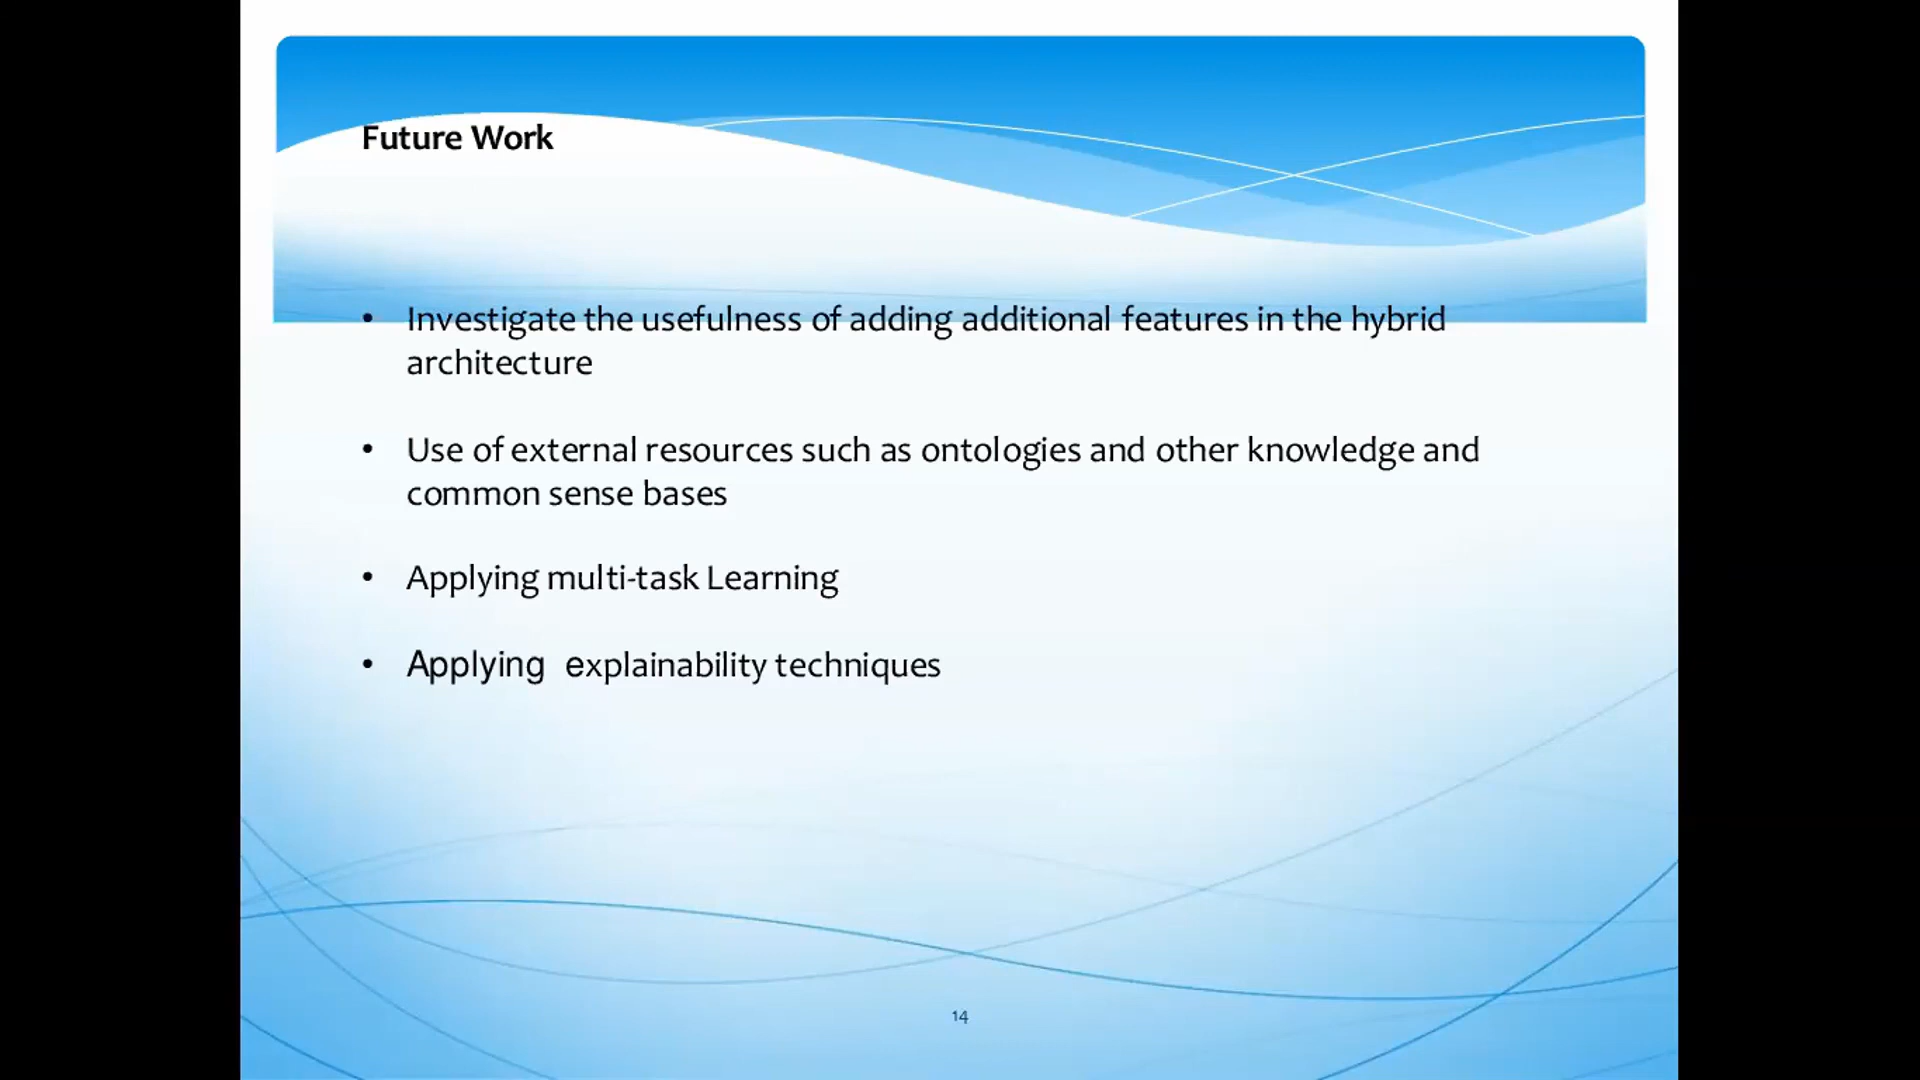 Future Work
• Investigate the usefulness of adding additional features in the hybrid
architecture
• Use of external resources such as ontologies and other knowledge and
common sense bases
• Applying multi-task Learning
• Applying explainability techniques
14